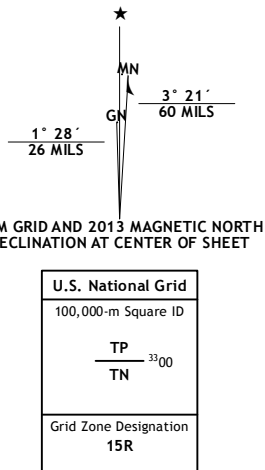 MN
GN
3° 21´
60 MILS
1° 28´
26 MILS
M GRID AND 2013 MAGNETIC NORTH
ECLINATION AT CENTER OF SHEET
U.S. National Grid
100,000-m Square ID
TP
3300
TN
Grid Zone Designation
15R